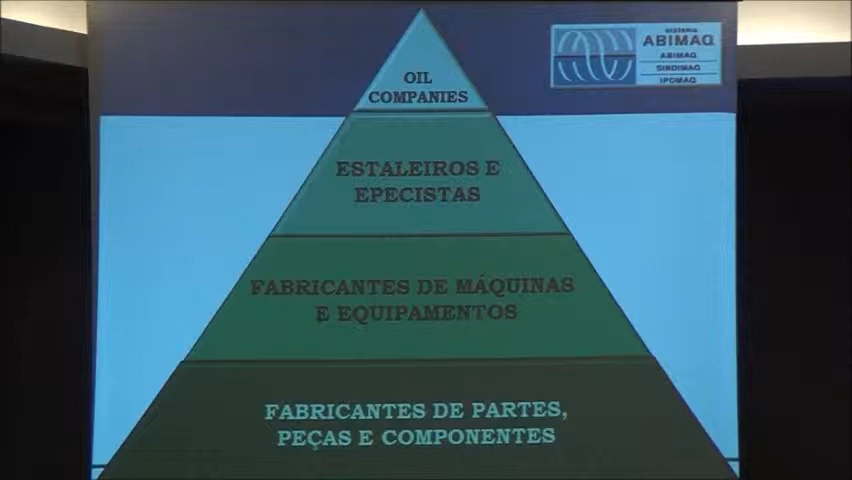 OIL
COMPANIES
SISTEMA
ABIMAQ
ABIMAQ
SINDIMAQ
IPDMAQ
ESTALEIROS E
EPECISTAS
FABRICANTES DE MÁQUINAS
E EQUIPAMENTOS
FABRICANTES DE PARTES,
PEÇAS E COMPONENTES